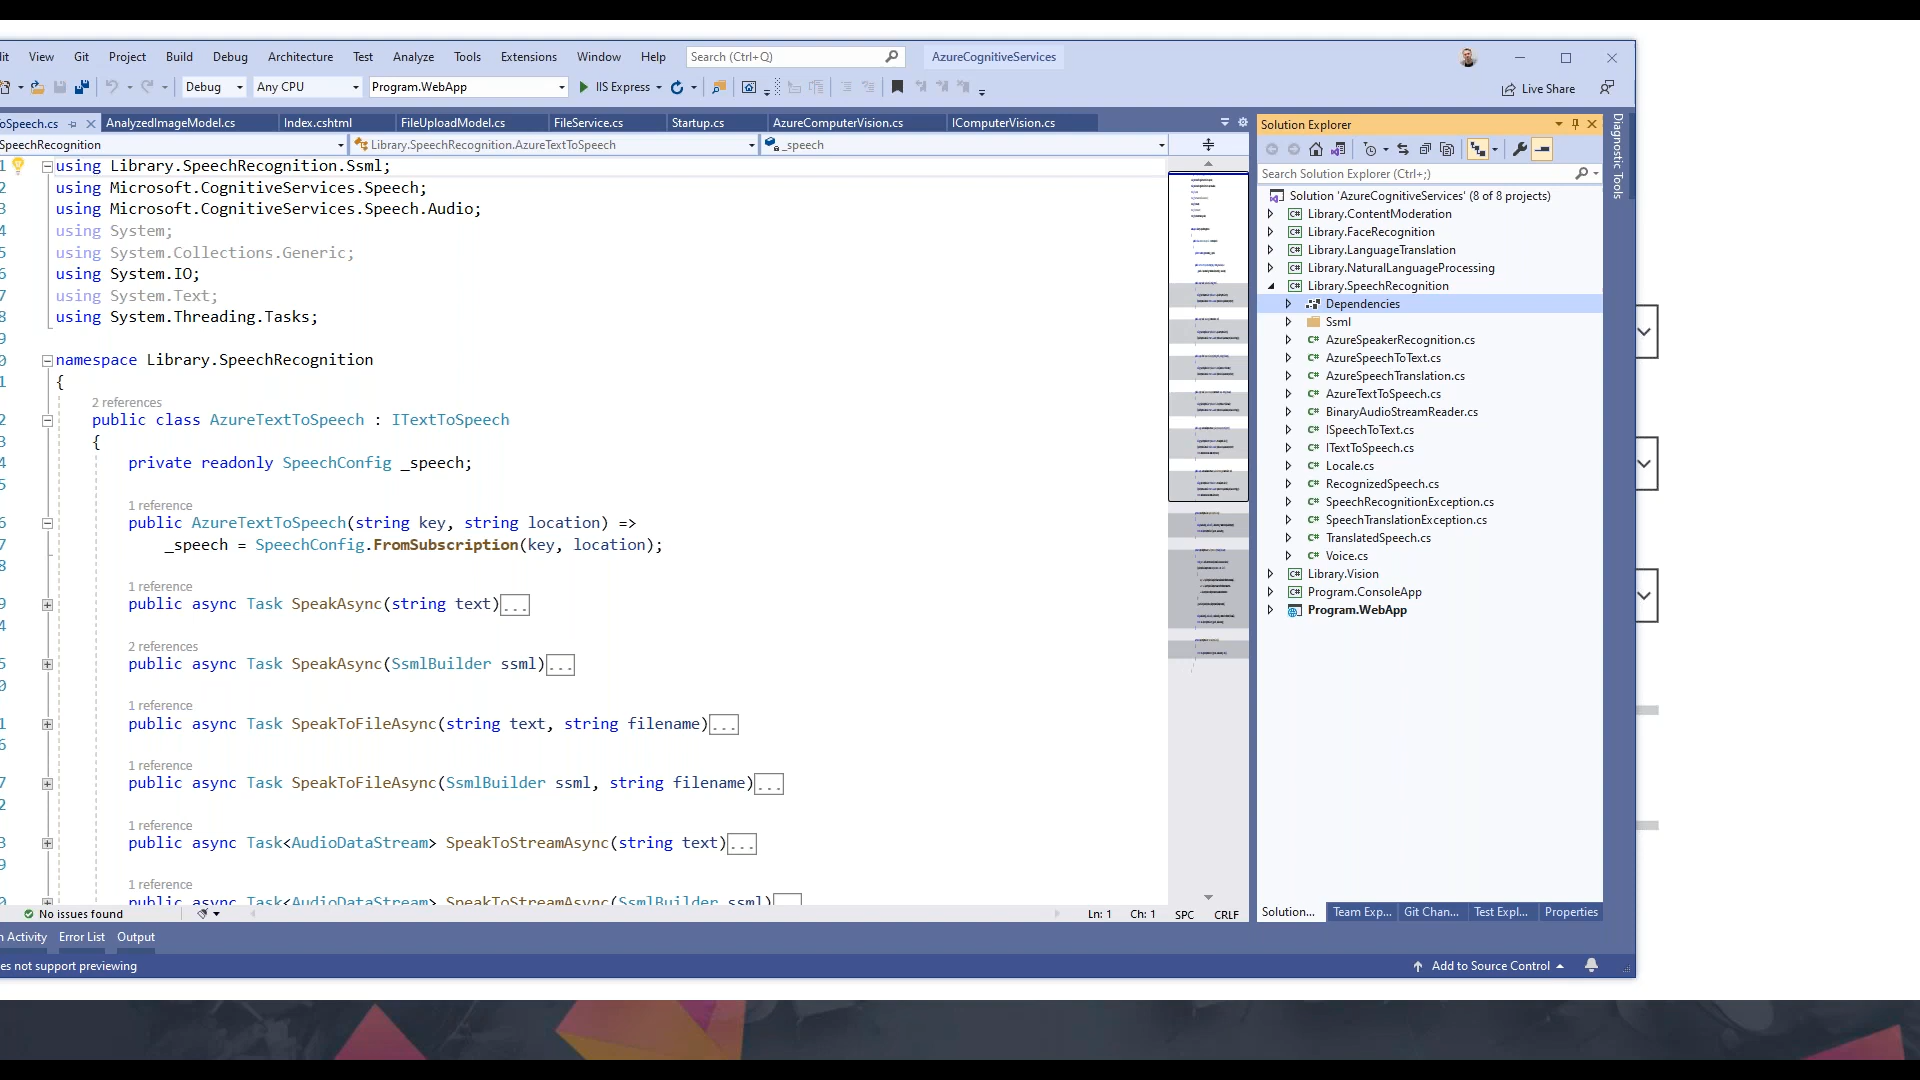 View Git Project Build Debug Test Architecture Test Analyze Tools Extensions Window Help Search (Ctrl+Q) AzureCognitiveServices
Debug Any CPU Program.WebApp IIS Express Live Share
oSpeech.cs AnalyzedImageModel.cs Index.cshtml FileUploadModel.cs FileService.cs Startup.cs AzureComputerVision.cs IComputerVision.cs
SpeechRecognition Library.SpeechRecognition.AzureTextToSpeech _speech
using Library.SpeechRecognition.Ssml;
using Microsoft.CognitiveServices.Speech;
using Microsoft.CognitiveServices.Speech.Audio;
using System;
using System.Collections.Generic;
using System.IO;
using System.Text;
using System.Threading.Tasks;
namespace Library.SpeechRecognition
{
2 references
public class AzureTextToSpeech : ITextToSpeech
{
private readonly SpeechConfig _speech;
1 reference
public AzureTextToSpeech(string key, string location) =>
_speech = SpeechConfig.FromSubscription(key, location);
1 reference
public async Task SpeakAsync(string text)...
2 references
public async Task SpeakAsync(SsmlBuilder ssml)...
1 reference
public async Task SpeakToFileAsync(string text, string filename)...
1 reference
public async Task SpeakToFileAsync(SsmlBuilder ssml, string filename)...
1 reference
public async Task<AudioDataStream> SpeakToStreamAsync(string text)...
1 reference
public async Task<AudioDataStream> SpeakToStreamAsync(SsmlBuilder ssml)
No issues found Ln: 1 Ch: 1 SPC CRLF
Solution Explorer
Search Solution Explorer (Ctrl+;)
Solution 'AzureCognitiveServices' (8 of 8 projects)
Library.ContentModeration
Library.FaceRecognition
Library.LanguageTranslation
Library.NaturalLanguageProcessing
Library.SpeechRecognition
Dependencies
Ssml
C# AzureSpeakerRecognition.cs
C# AzureSpeechToText.cs
C# AzureSpeechTranslation.cs
C# AzureTextToSpeech.cs
C# BinaryAudioStreamReader.cs
C# ISpeechToText.cs
C# ITextToSpeech.cs
C# Locale.cs
C# RecognizedSpeech.cs
C# SpeechRecognitionException.cs
C# SpeechTranslationException.cs
C# TranslatedSpeech.cs
C# Voice.cs
Library.Vision
Program.ConsoleApp
Program.WebApp
Solution... Team Exp... Git Chan... Test Expl... Properties
Diagnostic Tools
Activity Error List Output
es not support previewing Add to Source Control